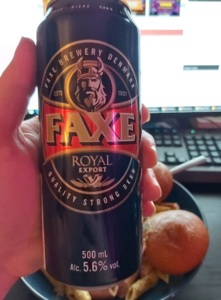 FAXE BREWERY DENMARK
FAXE
ROYAL
EXPORT
QUALITY STRONG BEER
500 mL
Alc. 5.6% vol.